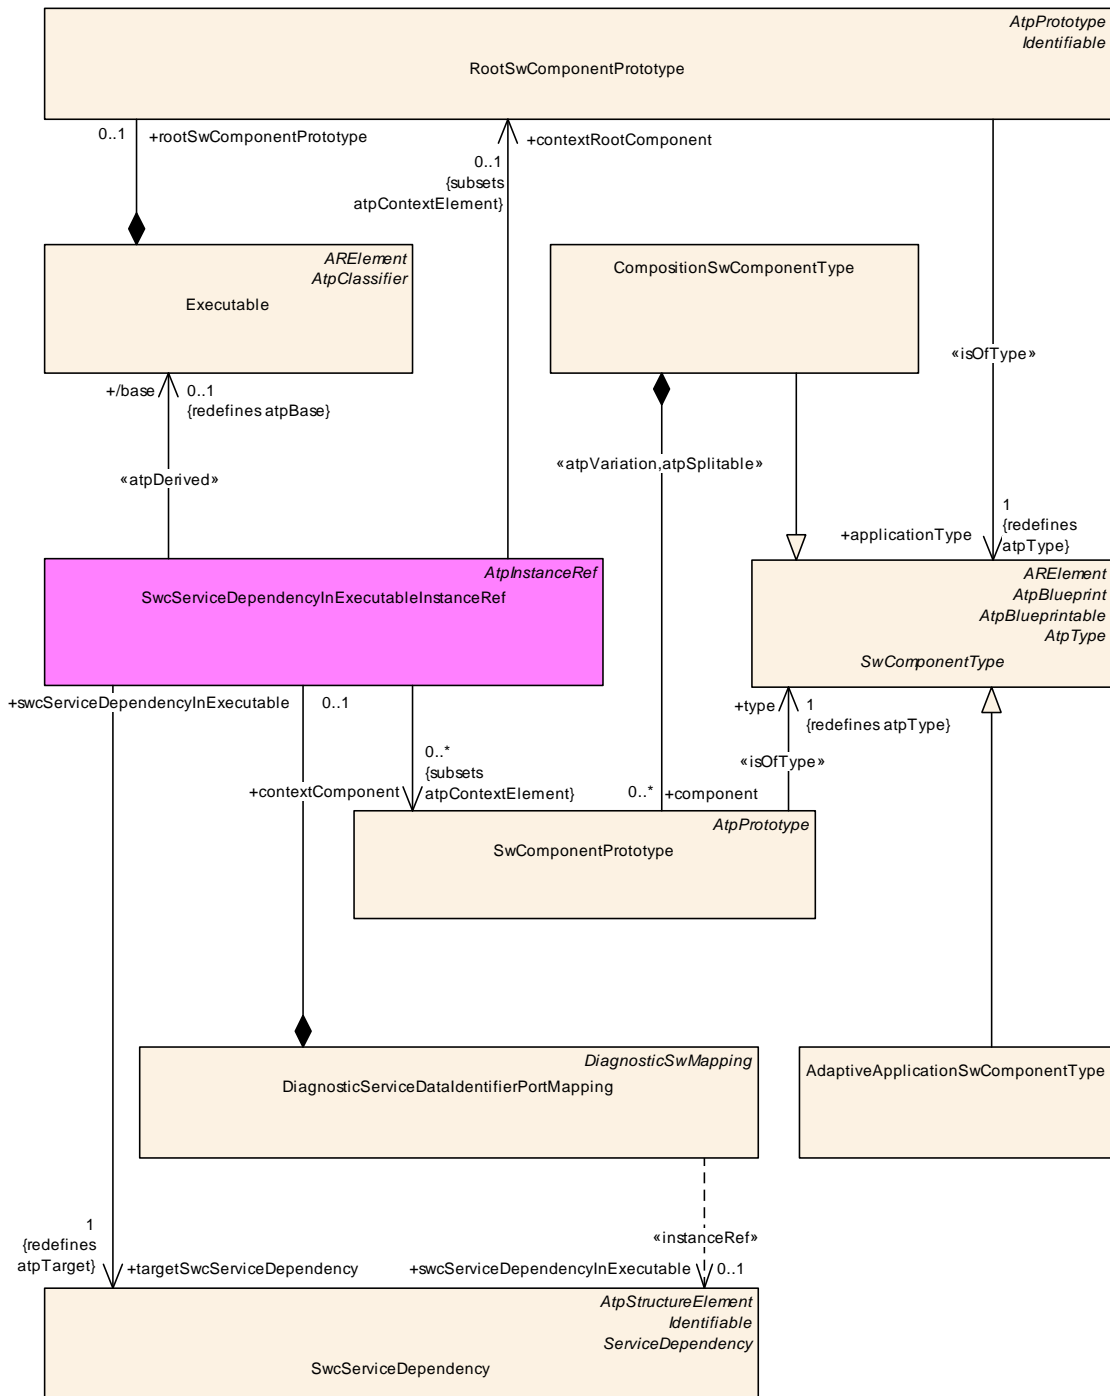 AtpPrototype
Identifiable
RootSwComponentPrototype
0..1
+rootSwComponentPrototype
+contextRootComponent
0..1
{subsets
atpContextElement}
ARElement
AtpClassifier
Executable
CompositionSwComponentType
«isOfType»
+/base
0..1
{redefines atpBase}
«atpVariation,atpSplitable»
«atpDerived»
+applicationType
1
{redefines
atpType}
AtpInstanceRef
SwcServiceDependencyInExecutableInstanceRef
ARElement
AtpBlueprint
AtpBlueprintable
AtpType
SwComponentType
+swcServiceDependencyInExecutable
0..1
+type
1
{redefines atpType}
0..*
{subsets
atpContextElement}
«isOfType»
+contextComponent
0..*
+component
AtpPrototype
SwComponentPrototype
DiagnosticSwMapping
DiagnosticServiceDataIdentifierPortMapping
AdaptiveApplicationSwComponentType
1
{redefines
atpTarget}
«instanceRef»
+targetSwcServiceDependency
+swcServiceDependencyInExecutable
0..1
AtpStructureElement
Identifiable
ServiceDependency
SwcServiceDependency